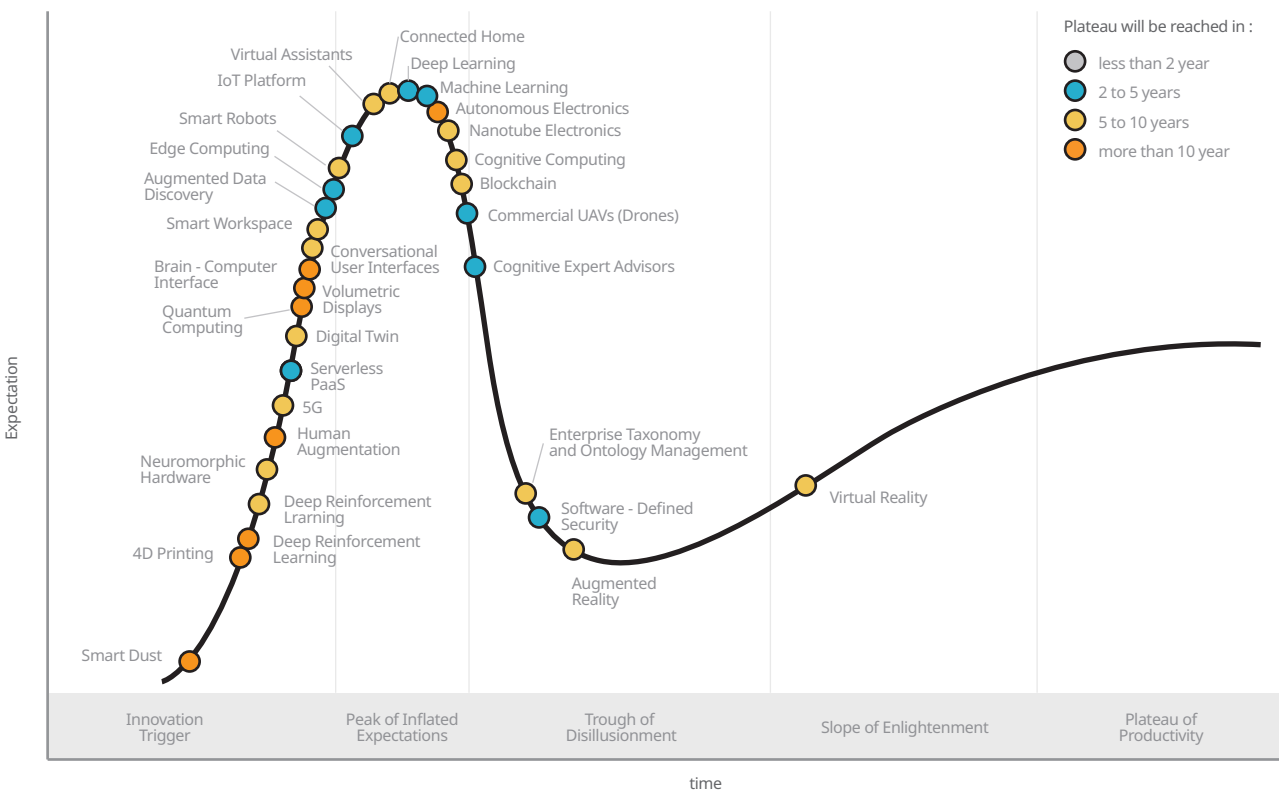 Plateau will be reached in :
less than 2 year
2 to 5 years
5 to 10 years
more than 10 year
Connected Home
Virtual Assistants
Deep Learning
IoT Platform
Machine Learning
Autonomous Electronics
Smart Robots
Nanotube Electronics
Edge Computing
Cognitive Computing
Augmented Data
Discovery
Blockchain
Smart Workspace
Commercial UAVs (Drones)
Conversational
User Interfaces
Brain - Computer
Interface
Cognitive Expert Advisors
Volumetric
Displays
Quantum
Computing
Digital Twin
Serverless
PaaS
5G
Human
Augmentation
Enterprise Taxonomy
and Ontology Management
Neuromorphic
Hardware
Deep Reinforcement
Lrarning
Software - Defined
Security
Virtual Reality
4D Printing
Deep Reinforcement
Learning
Augmented
Reality
Smart Dust
Expectation
Innovation
Trigger
Peak of Inflated
Expectations
Trough of
Disillusionment
Slope of Enlightenment
Plateau of
Productivity
time